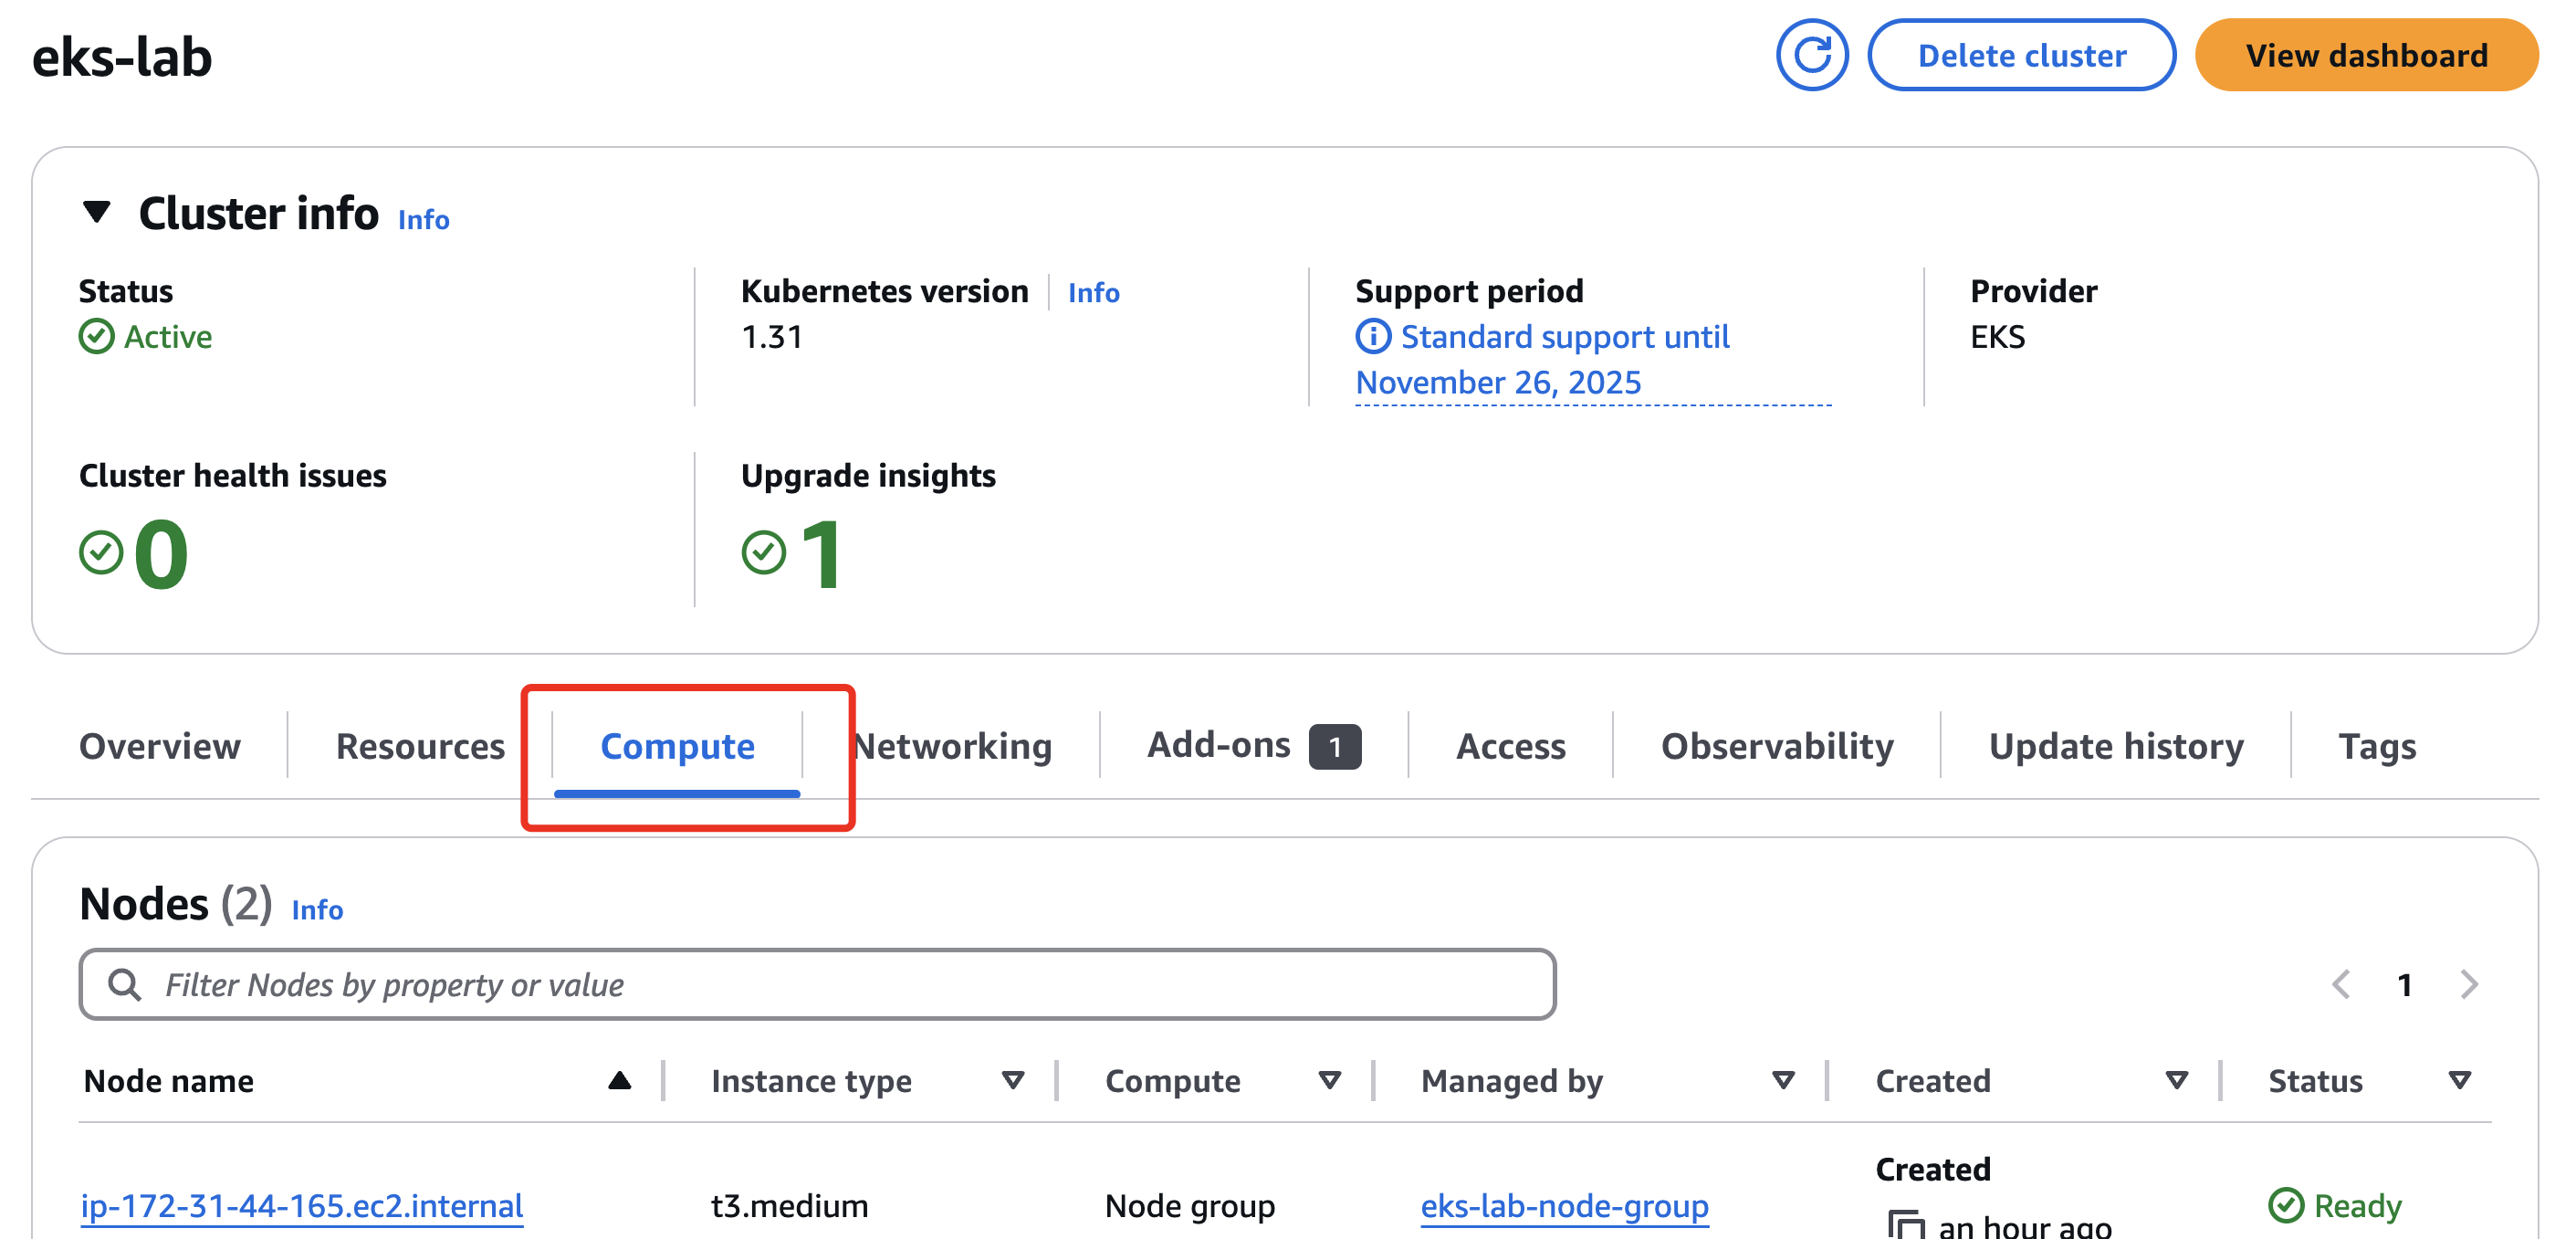 eks-lab
Delete cluster
View dashboard
Cluster info Info
Status
Active
Kubernetes version Info
1.31
Support period
Standard support until
November 26, 2025
Provider
EKS
Cluster health issues
0
Upgrade insights
1
Overview Resources Compute Networking Add-ons 1 Access Observability Update history Tags
Nodes (2) Info
Filter Nodes by property or value
1
Node name Instance type Compute Managed by Created Status
ip-172-31-44-165.ec2.internal t3.medium Node group eks-lab-node-group Created
an hour ago
Ready